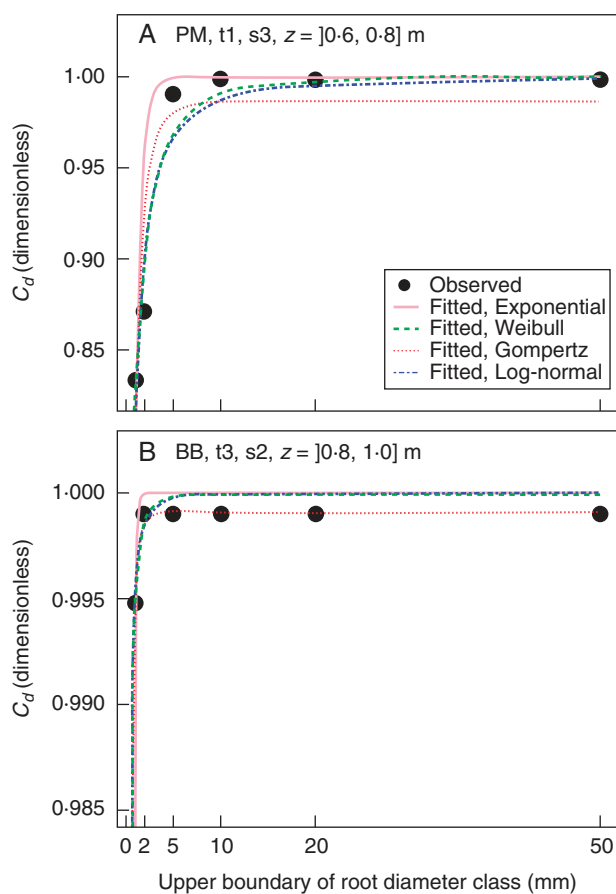 A PM, t1, s3, z = ]0·6, 0·8] m
1·00
0·95
0·90
0·85
C_d (dimensionless)
Observed
Fitted, Exponential
Fitted, Weibull
Fitted, Gompertz
Fitted, Log-normal
B BB, t3, s2, z = ]0·8, 1·0] m
1·000
0·995
0·990
0·985
C_d (dimensionless)
0 2 5 10 20 50
Upper boundary of root diameter class (mm)